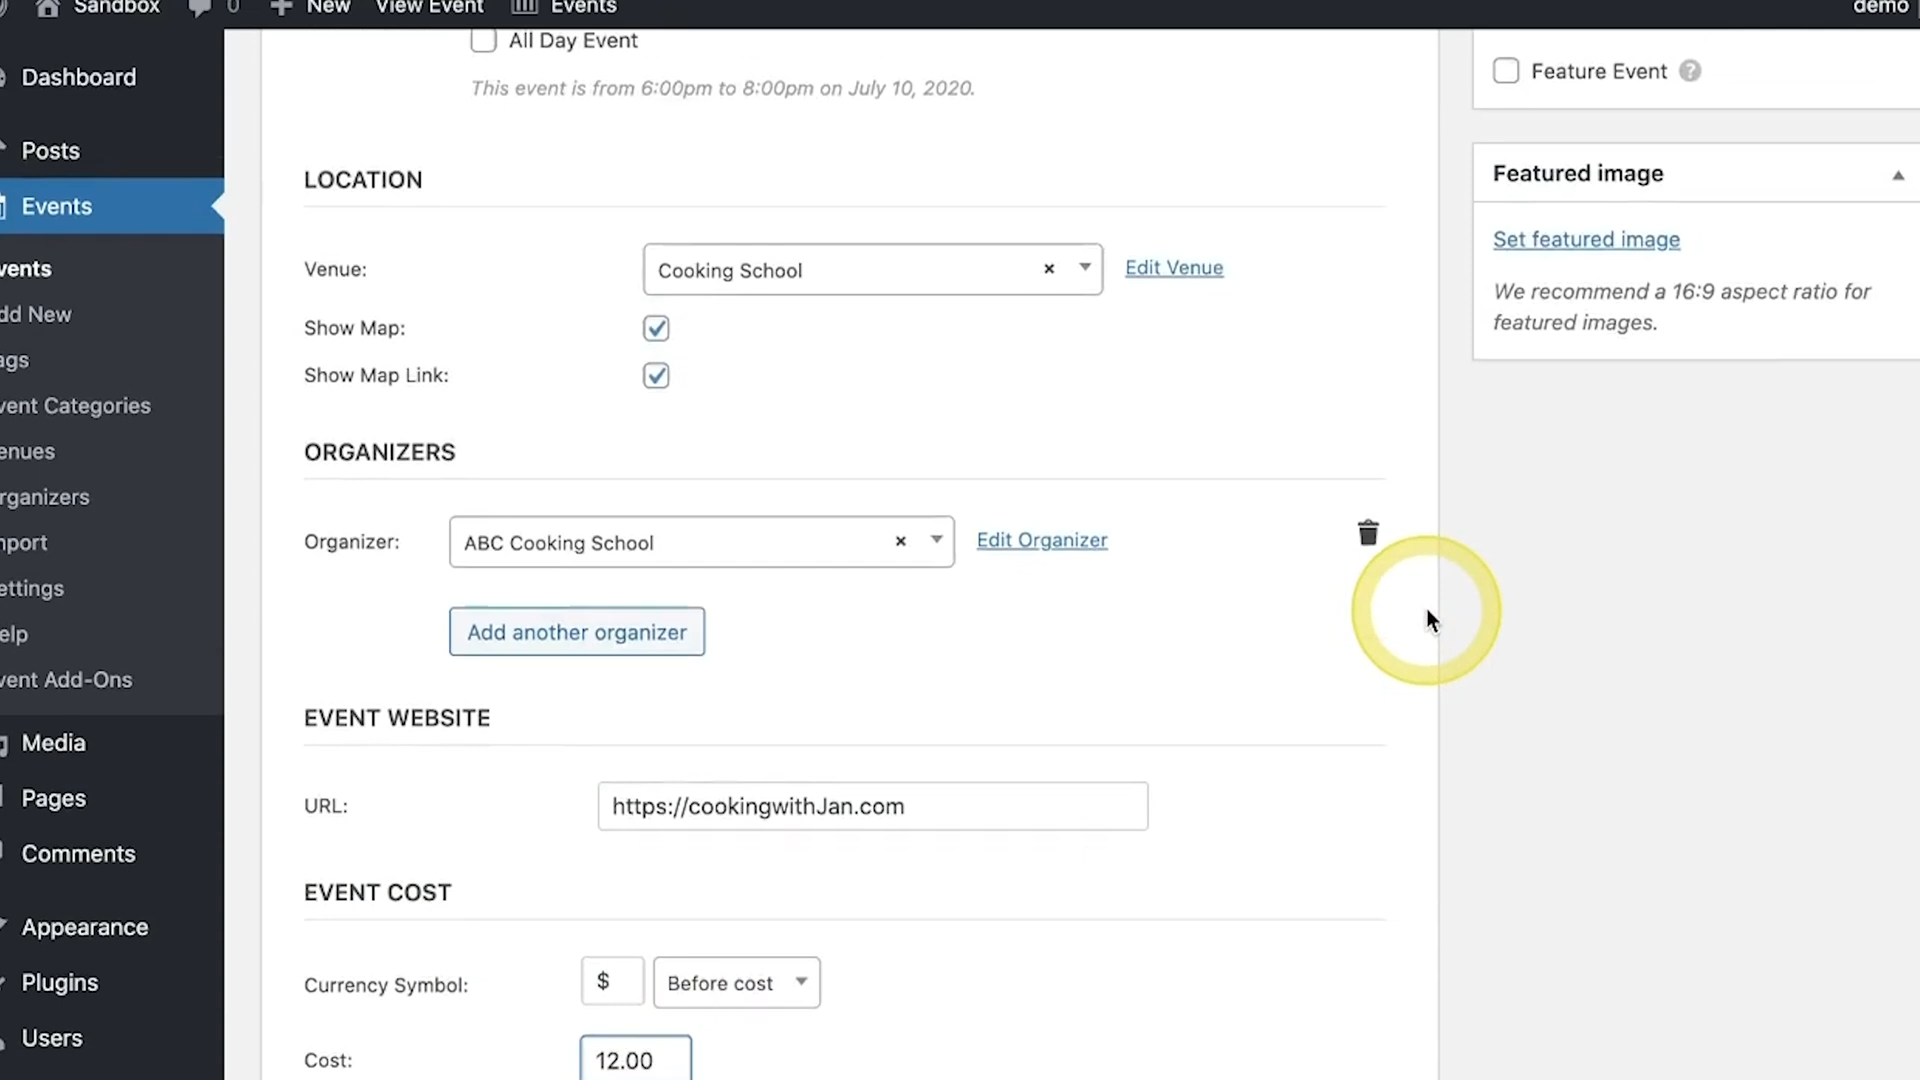 Sandbox 0 New View Event Events demo
Dashboard
Posts
Events
vents
dd New
ags
vent Categories
enues
rganizers
mport
ettings
elp
vent Add-Ons
Media
Pages
Comments
Appearance
Plugins
Users
All Day Event
This event is from 6:00pm to 8:00pm on July 10, 2020.
LOCATION
Venue: Cooking School × Edit Venue
Show Map:
Show Map Link:
ORGANIZERS
Organizer: ABC Cooking School × Edit Organizer
Add another organizer
EVENT WEBSITE
URL: https://cookingwithJan.com
EVENT COST
Currency Symbol: $ Before cost
Cost: 12.00
Feature Event ?
Featured image
Set featured image
We recommend a 16:9 aspect ratio for
featured images.